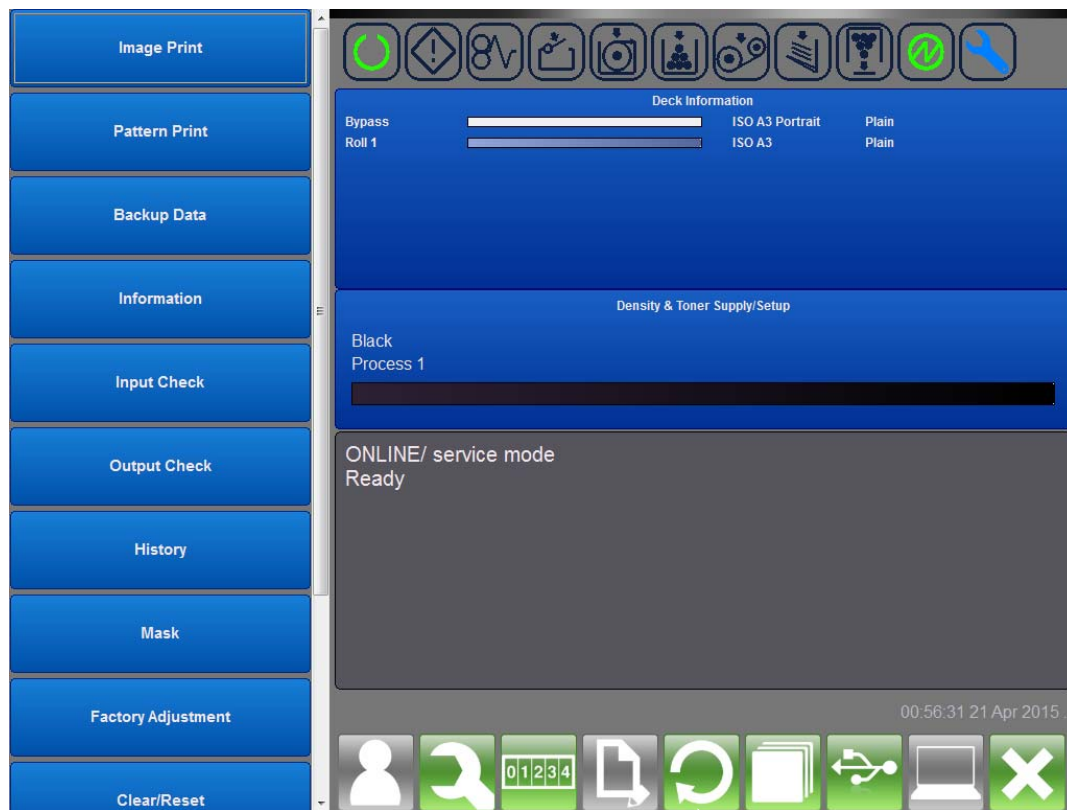 Image Print
Pattern Print
Backup Data
Information
Input Check
Output Check
History
Mask
Factory Adjustment
Clear/Reset
Deck Information
Bypass ISO A3 Portrait Plain
Roll 1 ISO A3 Plain
Density & Toner Supply/Setup
Black
Process 1
ONLINE/ service mode
Ready
00:56:31 21 Apr 2015 .
01234